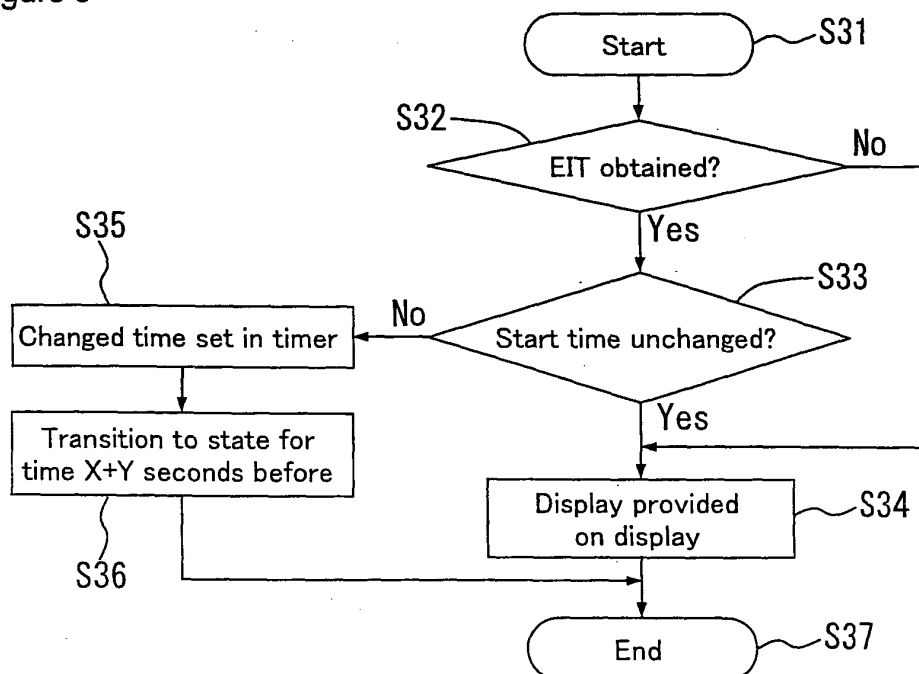 Start
S31
S32
EIT obtained?
No
Yes
S35
S33
Changed time set in timer
No
Start time unchanged?
Yes
Transition to state for
time X+Y seconds before
S36
Display provided
on display
S34
End
S37